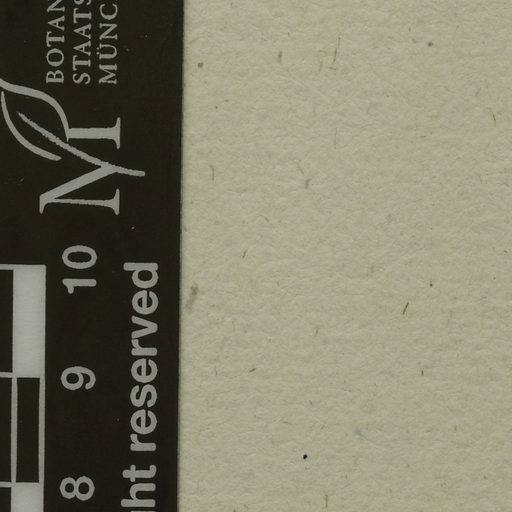 BOTAN
STAATS
MÜNC
M
10
9
8
ht reserved